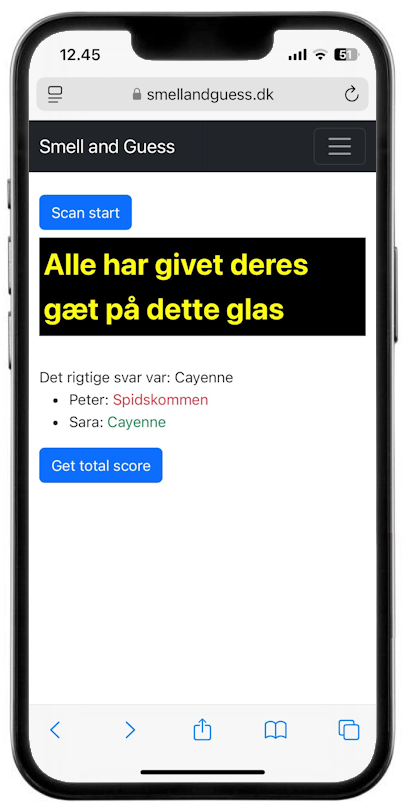 12.45
51
smellandguess.dk
Smell and Guess
Scan start
Alle har givet deres
gæt på dette glas
Det rigtige svar var: Cayenne
• Peter: Spidskommen
• Sara: Cayenne
Get total score